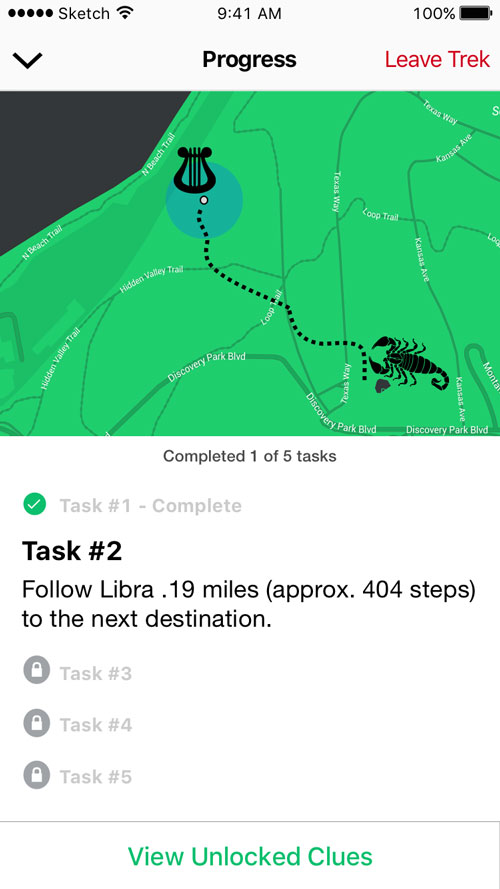 Sketch
9:41 AM
100%
Progress
Leave Trek
Texas Way
N Beach Trail
Kansas Ave
Texas Way
Loop Trail
N Beach Trail
Kansas Ave
Hidden Valley Trail
Loop Trail
Hidden Valley Trail
Discovery Park Blvd
Texas Way
Kansas Ave
Discovery Park Blvd
Discovery Park Blvd
Completed 1 of 5 tasks
Task #1 - Complete
Task #2
Follow Libra .19 miles (approx. 404 steps)
to the next destination.
Task #3
Task #4
Task #5
View Unlocked Clues